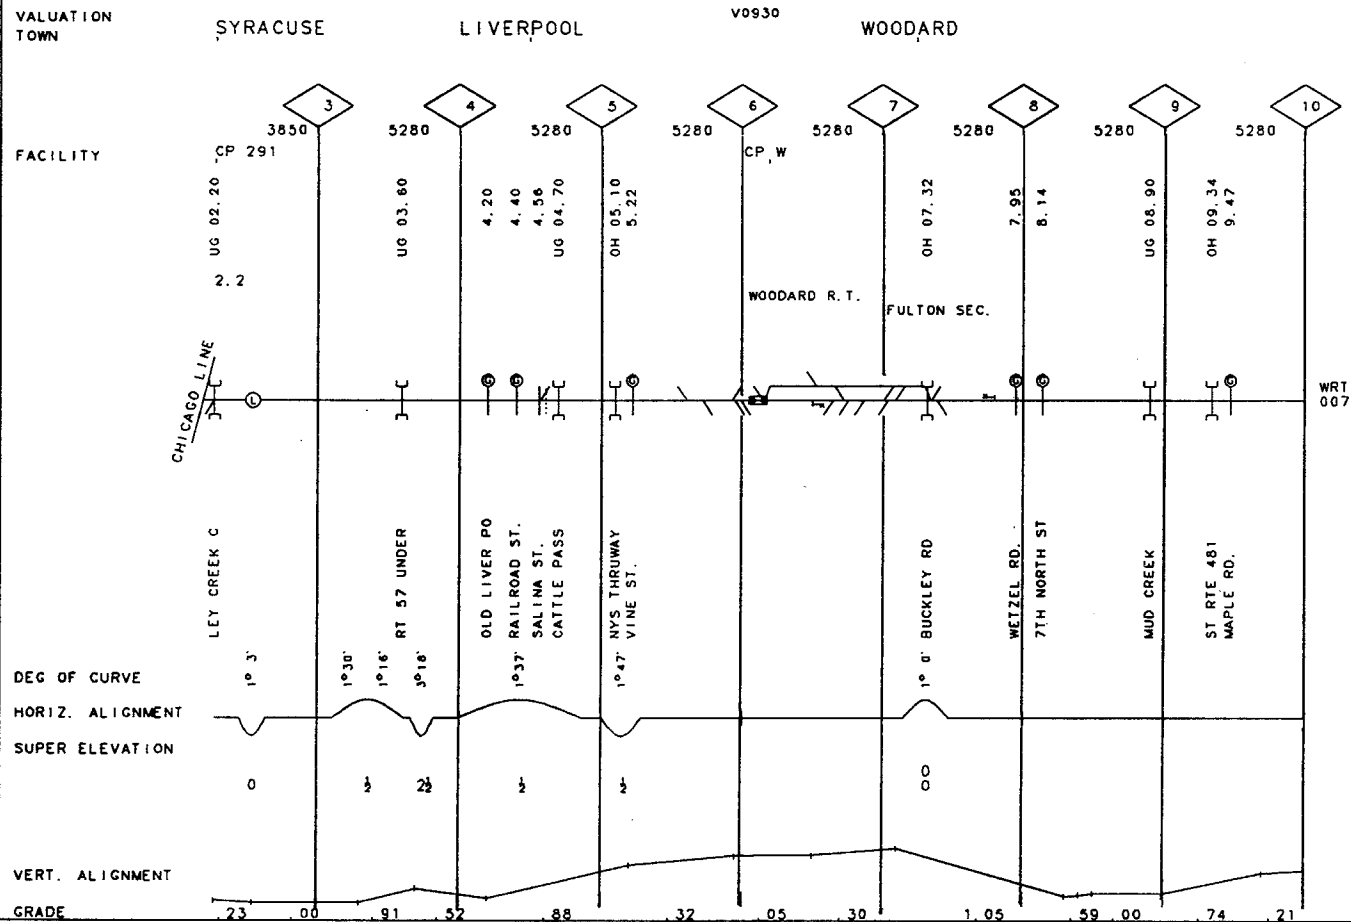 VALUATION
V0930
TOWN
SYRACUSE LIVERPOOL WOODARD
3 4 5 6 7 8 9 10
3850 5280 5280 5280 5280 5280 5280 5280
FACILITY
CP 291
CP W
UG 02.20
UG 03.60
4.20
4.40
4.56
UG 04.70
OH 05.10
5.22
OH 07.32
7.95
8.14
UG 08.90
OH 09.34
9.47
2.2
WOODARD R.T.
FULTON SEC.
CHICAGO LINE
L
G G G G G G
WRT
007
LEY CREEK C
RT 57 UNDER
OLD LIVER PO
RAILROAD ST.
SALINA ST.
CATTLE PASS
NYS THRUWAY
VINE ST.
BUCKLEY RD
WETZEL RD.
7TH NORTH ST
MUD CREEK
ST RTE 481
MAPLE RD.
DEG OF CURVE
1° 3'
1°30'
1°16'
3°18'
1°37'
1°47'
1° 0'
HORIZ. ALIGNMENT
SUPER ELEVATION
0 ½ 2½ ½ ½ 0
0
VERT. ALIGNMENT
GRADE .23 .00 .91 .52 .88 .32 .05 .30 1.05 .59 .00 .74 .21